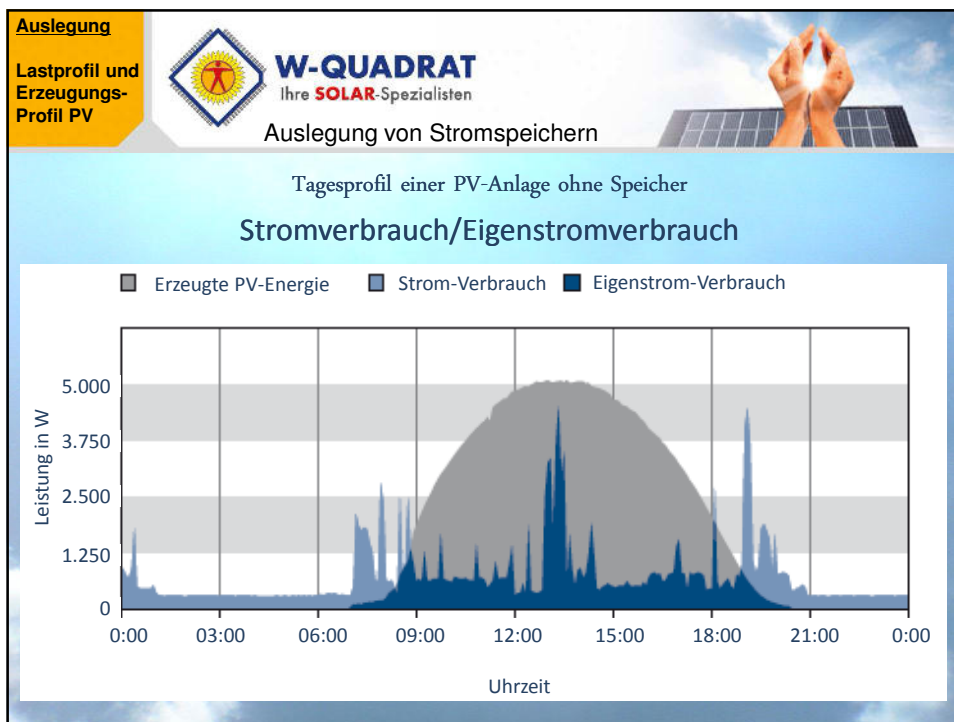 Auslegung
Lastprofil und
Erzeugungs-
Profil PV
W-QUADRAT
Ihre SOLAR-Spezialisten
Auslegung von Stromspeichern
Tagesprofil einer PV-Anlage ohne Speicher
Stromverbrauch/Eigenstromverbrauch
Erzeugte PV-Energie Strom-Verbrauch Eigenstrom-Verbrauch
Leistung in W
5.000
3.750
2.500
1.250
0
0:00 03:00 06:00 09:00 12:00 15:00 18:00 21:00 0:00
Uhrzeit